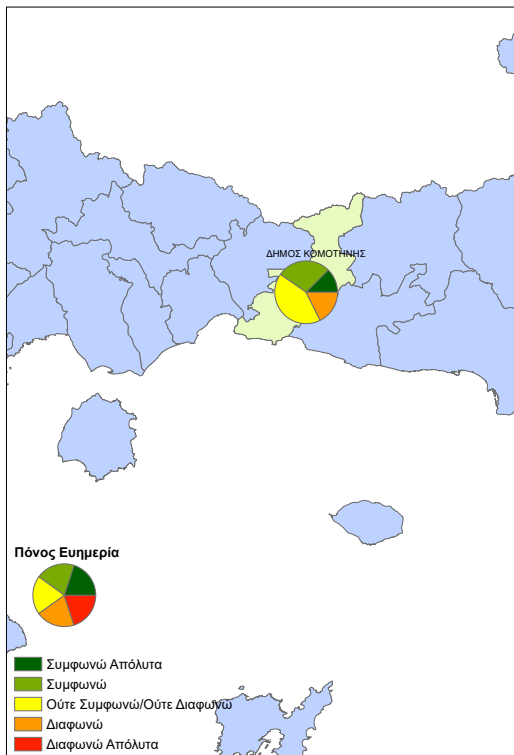 ΔΗΜΟΣ ΚΟΜΟΤΗΝΗΣ
Πόνος Ευημερία
Συμφωνώ Απόλυτα
Συμφωνώ
Ούτε Συμφωνώ/Ούτε Διαφωνώ
Διαφωνώ
Διαφωνώ Απόλυτα